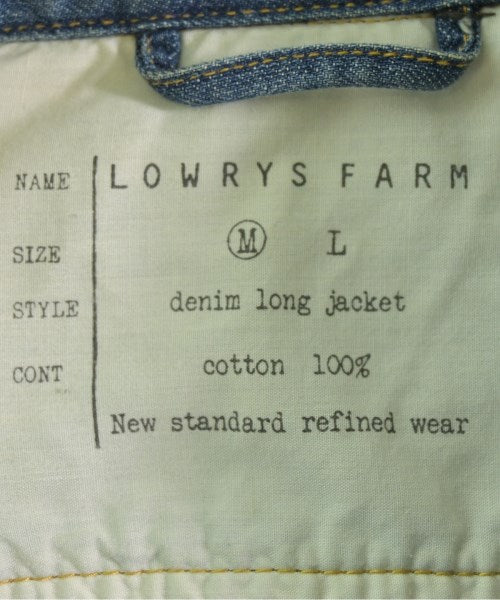 NAME LOWRYS FARM
SIZE M L
STYLE denim long jacket
CONT cotton 100%
New standard refined wear